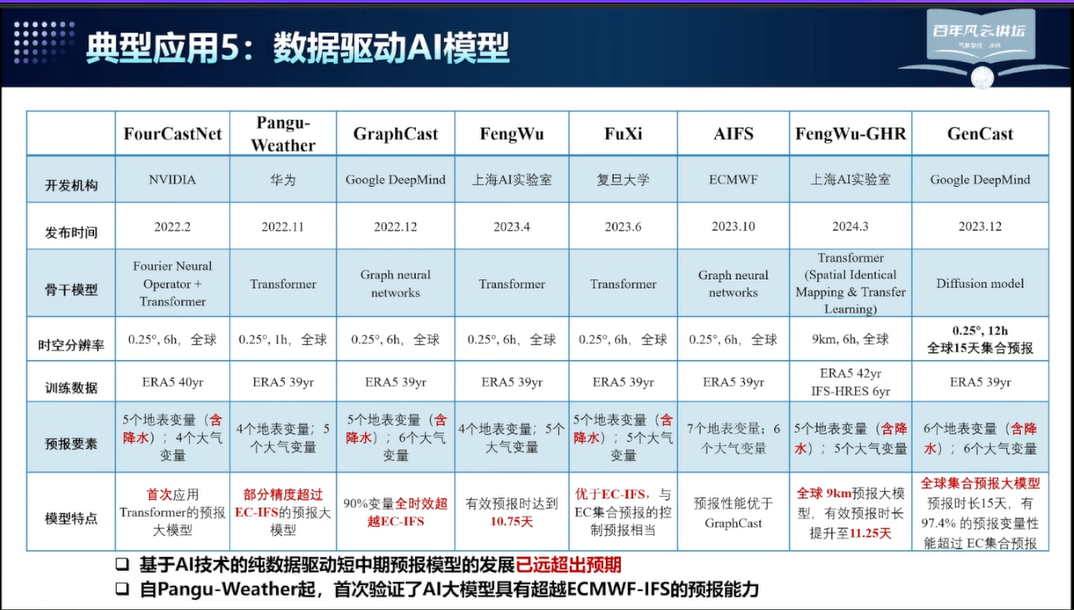 典型应用5：数据驱动AI模型
百年风云讲坛
FourCastNet
Pangu-
Weather
GraphCast
FengWu
FuXi
AIFS
FengWu-GHR
GenCast
开发机构
NVIDIA
华为
Google DeepMind
上海AI实验室
复旦大学
ECMWF
上海AI实验室
Google DeepMind
发布时间
2022.2
2022.11
2022.12
2023.4
2023.6
2023.10
2024.3
2023.12
骨干模型
Fourier Neural
Operator +
Transformer
Transformer
Graph neural
networks
Transformer
Transformer
Graph neural
networks
Transformer
(Spatial Identical
Mapping & Transfer
Learning)
Diffusion model
时空分辨率
0.25°, 6h，全球
0.25°, 1h，全球
0.25°, 6h，全球
0.25°, 6h，全球
0.25°, 6h，全球
0.25°, 6h，全球
9km, 6h, 全球
0.25°, 12h
全球15天集合预报
训练数据
ERA5 40yr
ERA5 39yr
ERA5 39yr
ERA5 39yr
ERA5 39yr
ERA5 39yr
ERA5 42yr
IFS-HRES 6yr
ERA5 39yr
预报要素
5个地表变量（含
降水）；4个大气
变量
4个地表变量；5
个大气变量
5个地表变量（含
降水）；6个大气
变量
4个地表变量；5个
大气变量
5个地表变量（含
降水）；5个大气
变量
7个地表变量；6
个大气变量
5个地表变量（含降
水）；5个大气变量
6个地表变量（含降
水）；6个大气变量
模型特点
首次应用
Transformer的预报
大模型
部分精度超过
EC-IFS的预报大
模型
90%变量全时效超
越EC-IFS
有效预报时达到
10.75天
优于EC-IFS，与
EC集合预报的控
制预报相当
预报性能优于
GraphCast
全球 9km预报大模
型，有效预报时长
提升至11.25天
全球集合预报大模型
预报时长15天，有
97.4% 的预报变量性
能超过 EC集合预报
❑ 基于AI技术的纯数据驱动短中期预报模型的发展已远超出预期
❑ 自Pangu-Weather起，首次验证了AI大模型具有超越ECMWF-IFS的预报能力